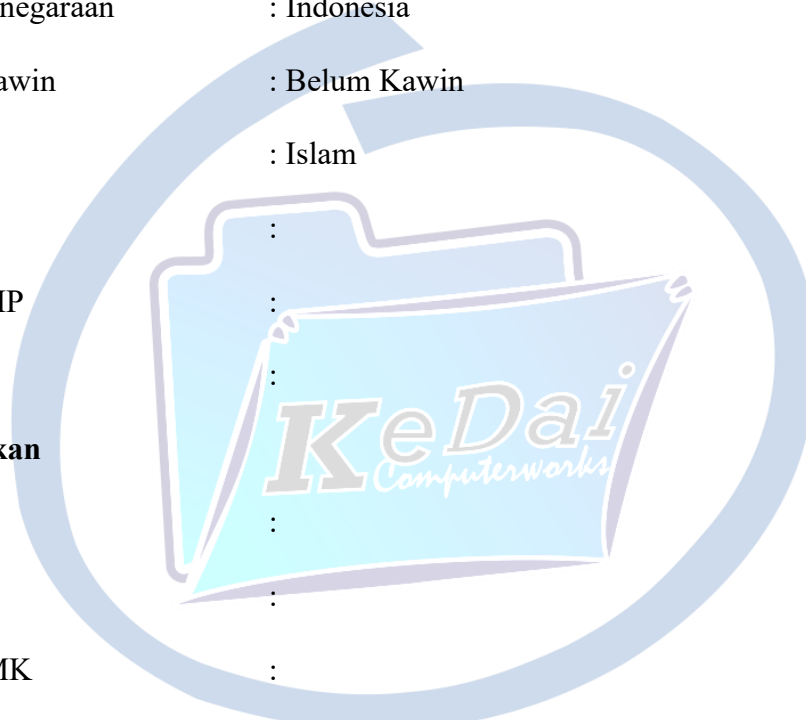 negaraan : Indonesia
awin : Belum Kawin
: Islam
:
IP :
:
kan
:
:
MK :
KeDai
Computerworks